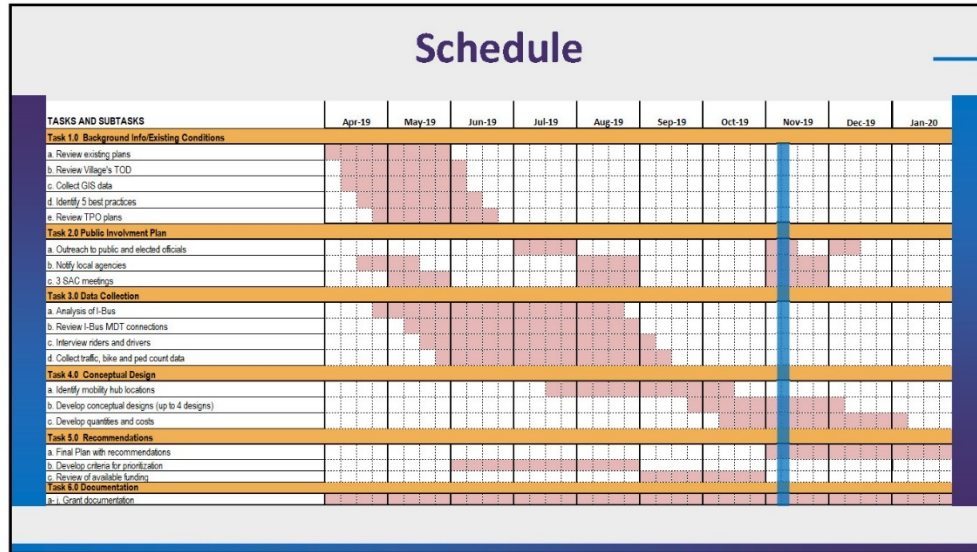 Schedule
TASKS AND SUBTASKS Apr-19 May-19 Jun-19 Jul-19 Aug-19 Sep-19 Oct-19 Nov-19 Dec-19 Jan-20
Task 1.0 Background Info/Existing Conditions
a. Review existing plans
b. Review Village's TOD
c. Collect GIS data
d. Identify 5 best practices
e. Review TPO plans
Task 2.0 Public Involvment Plan
a. Outreach to public and elected officials
b. Notify local agencies
c. 3 SAC meetings
Task 3.0 Data Collection
a. Analysis of I-Bus
b. Review I-Bus MDT connections
c. Interview riders and drivers
d. Collect traffic, bike and ped count data
Task 4.0 Conceptual Design
a. Identify mobility hub locations
b. Develop conceptual designs (up to 4 designs)
c. Develop quantities and costs
Task 5.0 Recommendations
a. Final Plan with recommendations
b. Develop criteria for prioritization
c. Review of available funding
Task 6.0 Documentation
a- i. Grant documentation